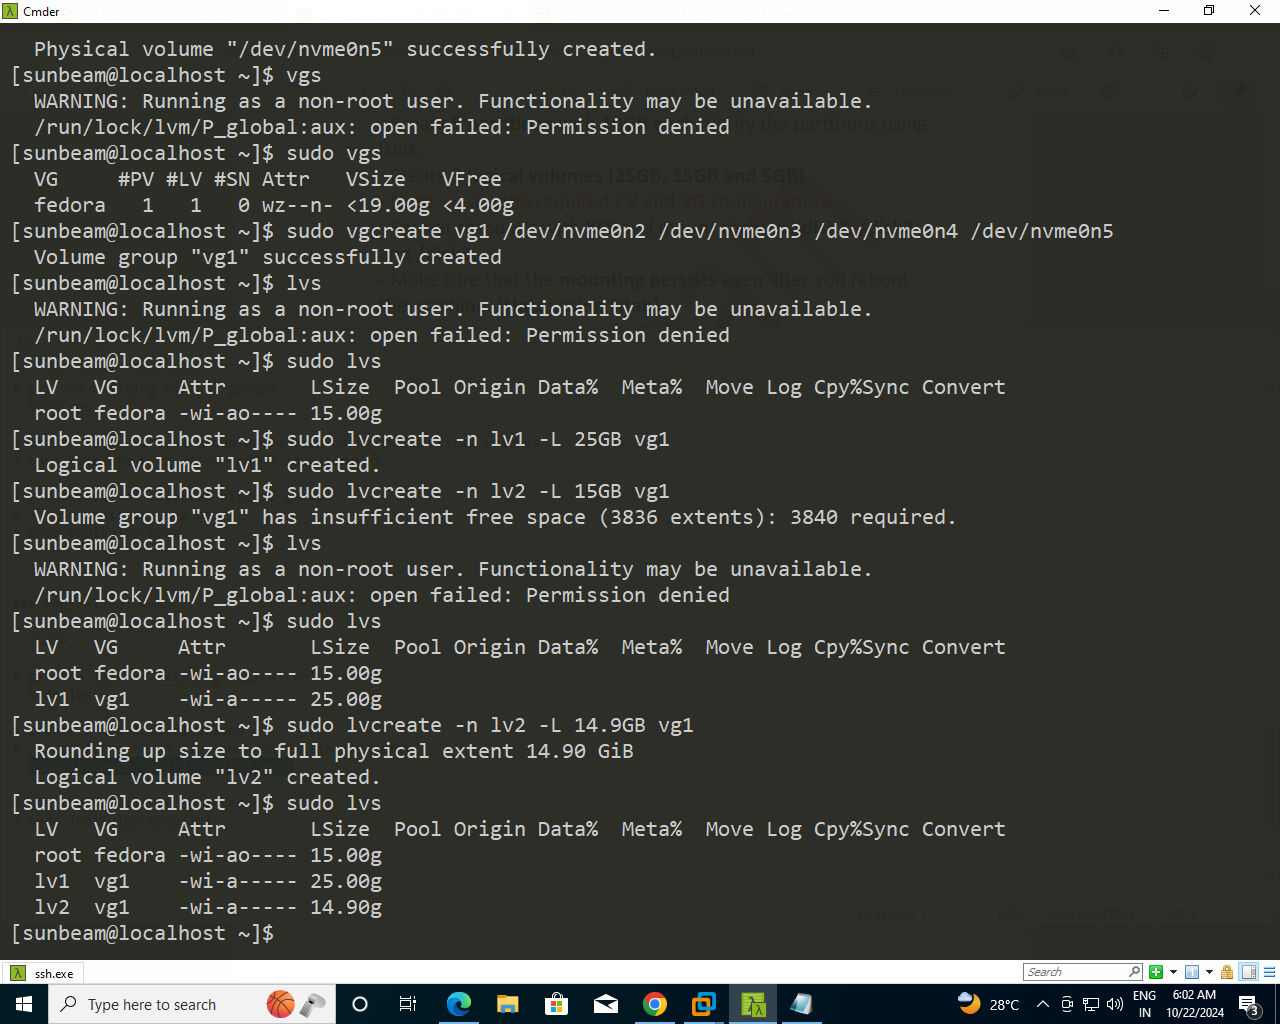 Cmder
Physical volume "/dev/nvme0n5" successfully created.
[sunbeam@localhost ~]$ vgs
WARNING: Running as a non-root user. Functionality may be unavailable.
/run/lock/lvm/P_global:aux: open failed: Permission denied
[sunbeam@localhost ~]$ sudo vgs
VG #PV #LV #SN Attr VSize VFree
fedora 1 1 0 wz--n- <19.00g <4.00g
[sunbeam@localhost ~]$ sudo vgcreate vg1 /dev/nvme0n2 /dev/nvme0n3 /dev/nvme0n4 /dev/nvme0n5
Volume group "vg1" successfully created
[sunbeam@localhost ~]$ lvs
WARNING: Running as a non-root user. Functionality may be unavailable.
/run/lock/lvm/P_global:aux: open failed: Permission denied
[sunbeam@localhost ~]$ sudo lvs
LV VG Attr LSize Pool Origin Data% Meta% Move Log Cpy%Sync Convert
root fedora -wi-ao---- 15.00g
[sunbeam@localhost ~]$ sudo lvcreate -n lv1 -L 25GB vg1
Logical volume "lv1" created.
[sunbeam@localhost ~]$ sudo lvcreate -n lv2 -L 15GB vg1
Volume group "vg1" has insufficient free space (3836 extents): 3840 required.
[sunbeam@localhost ~]$ lvs
WARNING: Running as a non-root user. Functionality may be unavailable.
/run/lock/lvm/P_global:aux: open failed: Permission denied
[sunbeam@localhost ~]$ sudo lvs
LV VG Attr LSize Pool Origin Data% Meta% Move Log Cpy%Sync Convert
root fedora -wi-ao---- 15.00g
lv1 vg1 -wi-a----- 25.00g
[sunbeam@localhost ~]$ sudo lvcreate -n lv2 -L 14.9GB vg1
Rounding up size to full physical extent 14.90 GiB
Logical volume "lv2" created.
[sunbeam@localhost ~]$ sudo lvs
LV VG Attr LSize Pool Origin Data% Meta% Move Log Cpy%Sync Convert
root fedora -wi-ao---- 15.00g
lv1 vg1 -wi-a----- 25.00g
lv2 vg1 -wi-a----- 14.90g
[sunbeam@localhost ~]$
ssh.exe
Search
Type here to search
28°C
ENG
IN
6:02 AM
10/22/2024
3